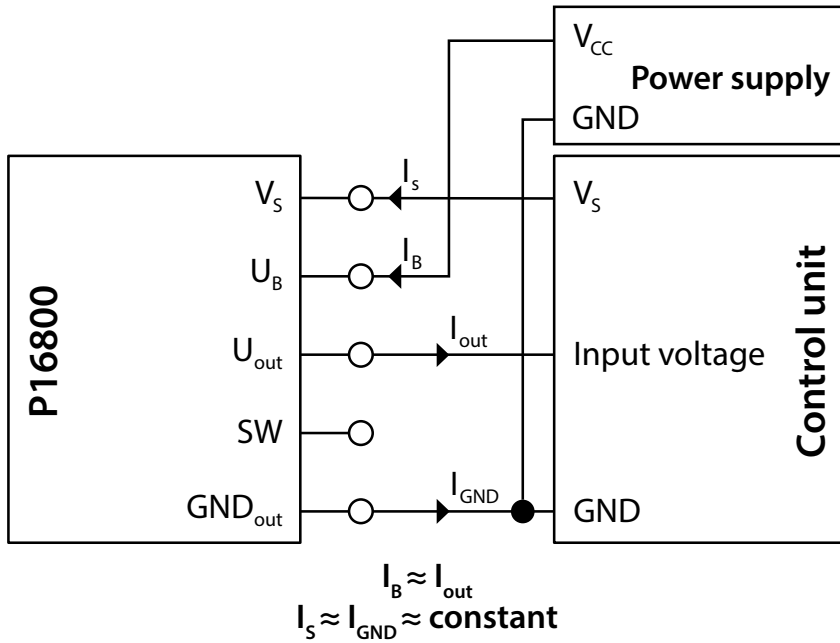 V_CC
Power supply
GND
P16800
V_S
I_s
V_S
U_B
I_B
U_out
I_out
Input voltage
Control unit
SW
GND_out
I_GND
GND
I_B ≈ I_out
I_S ≈ I_GND ≈ constant